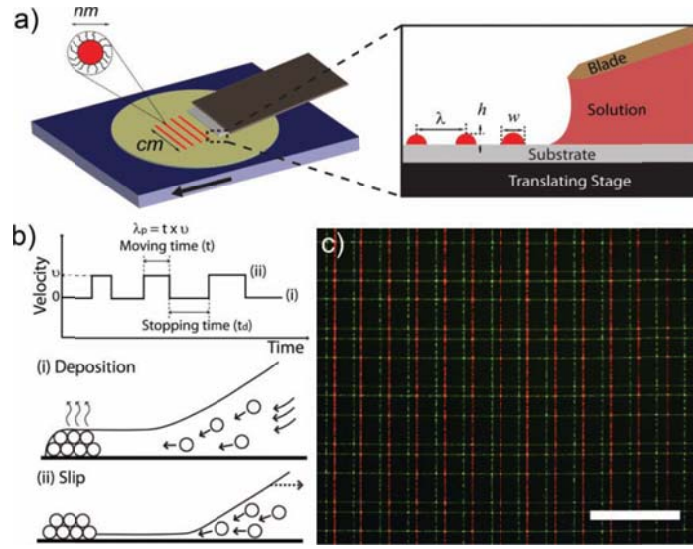 a)
nm
cm
Blade
Solution
λ
h
w
Substrate
Translating Stage
b)
λp = t x υ
Moving time (t)
(ii)
υ
0
(i)
Velocity
Stopping time (td)
Time
(i) Deposition
(ii) Slip
c)